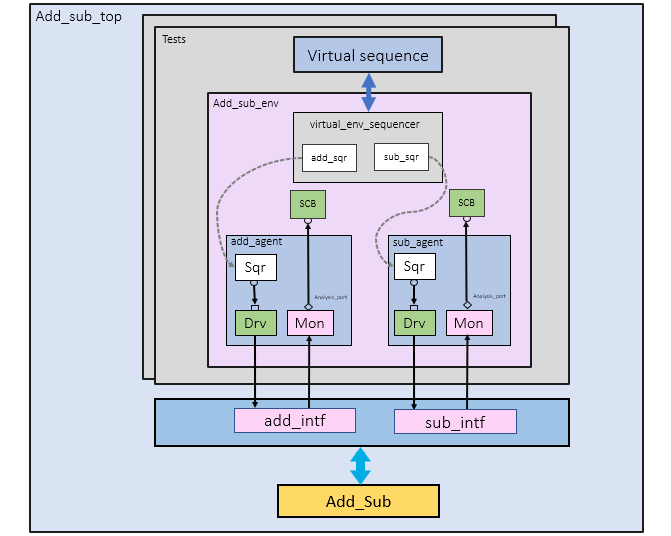 Add_sub_top
Tests
Virtual sequence
Add_sub_env
virtual_env_sequencer
add_sqr
sub_sqr
SCB
SCB
add_agent
sub_agent
Sqr
Sqr
Analysis_port
Analysis_port
Drv
Mon
Drv
Mon
add_intf
sub_intf
Add_Sub